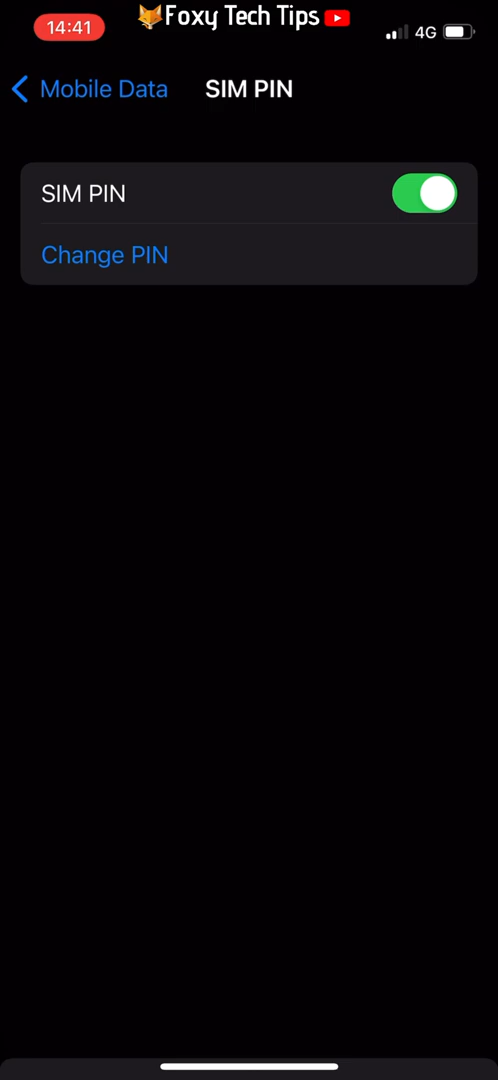 Foxy Tech Tips
14:41
4G
Mobile Data
SIM PIN
SIM PIN
Change PIN